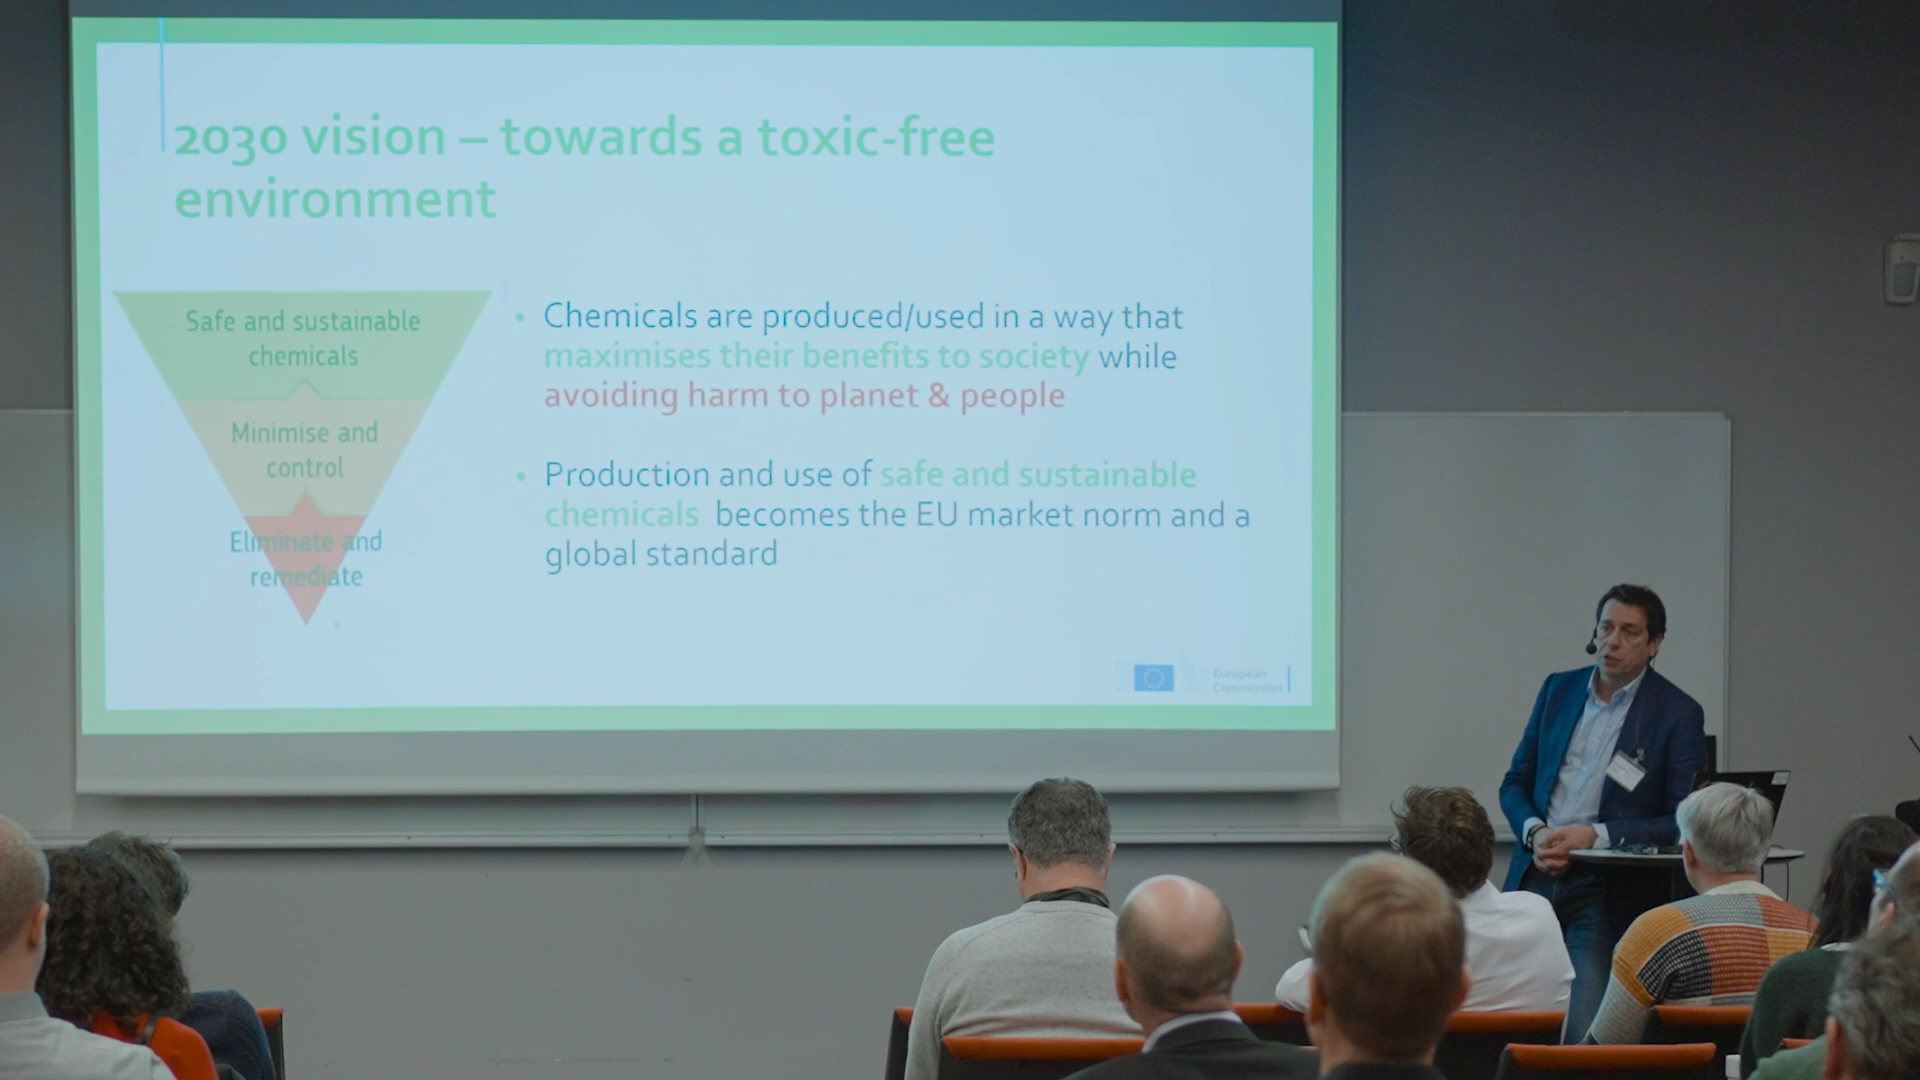 2030 vision – towards a toxic-free
environment
Safe and sustainable
chemicals
Minimise and
control
Eliminate and
remediate
• Chemicals are produced/used in a way that
maximises their benefits to society while
avoiding harm to planet & people
• Production and use of safe and sustainable
chemicals becomes the EU market norm and a
global standard
European
Commission